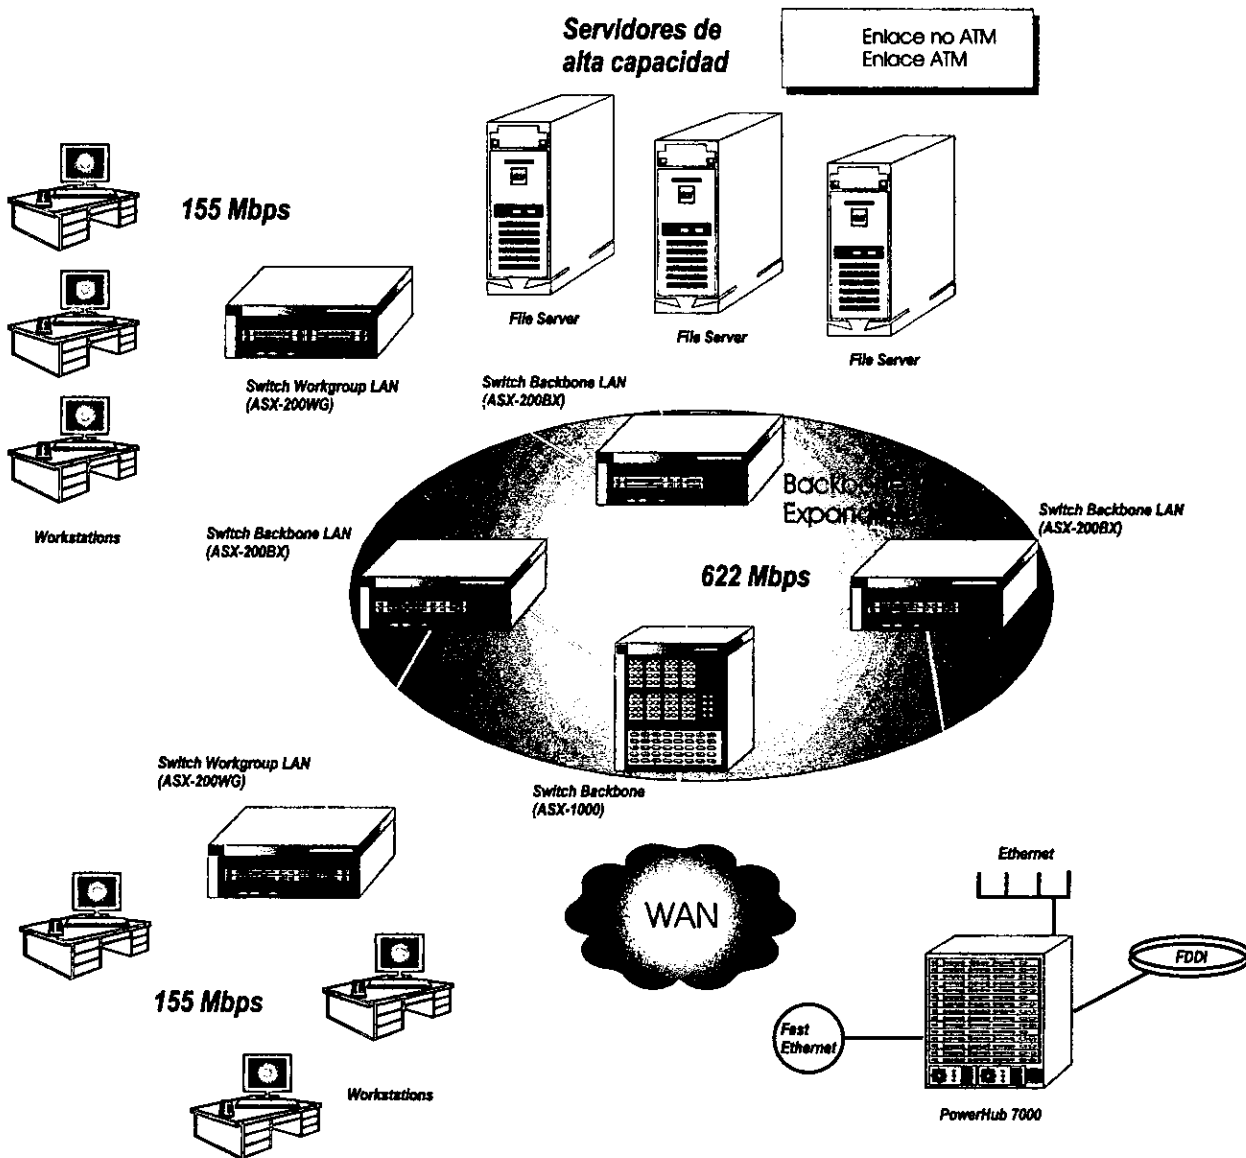 Servidores de
alta capacidad
Enlace no ATM
Enlace ATM
155 Mbps
File Server
File Server
File Server
Switch Workgroup LAN
(ASX-200WG)
Switch Backbone LAN
(ASX-200BX)
Workstations
Switch Backbone LAN
(ASX-200BX)
Backbone
622 Mbps
Switch Backbone LAN
(ASX-200BX)
Switch Workgroup LAN
(ASX-200WG)
Switch Backbone
(ASX-1000)
WAN
Ethernet
FDDI
Fast
Ethernet
155 Mbps
Workstations
PowerHub 7000